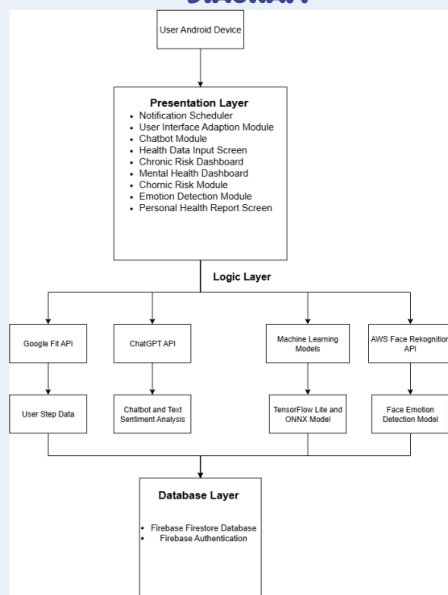 DIAGRAM
User Android Device
Presentation Layer
Notification Scheduler
User Interface Adaption Module
Chatbot Module
Health Data Input Screen
Chronic Risk Dashboard
Mental Health Dashboard
Chornic Risk Module
Emotion Detection Module
Personal Health Report Screen
Logic Layer
Google Fit API
ChatGPT API
Machine Learning
Models
AWS Face Rekognition
API
User Step Data
Chatbot and Text
Sentiment Analysis
TensorFlow Lite and
ONNX Model
Face Emotion
Detection Model
Database Layer
Firebase Firestore Database
Firebase Authentication